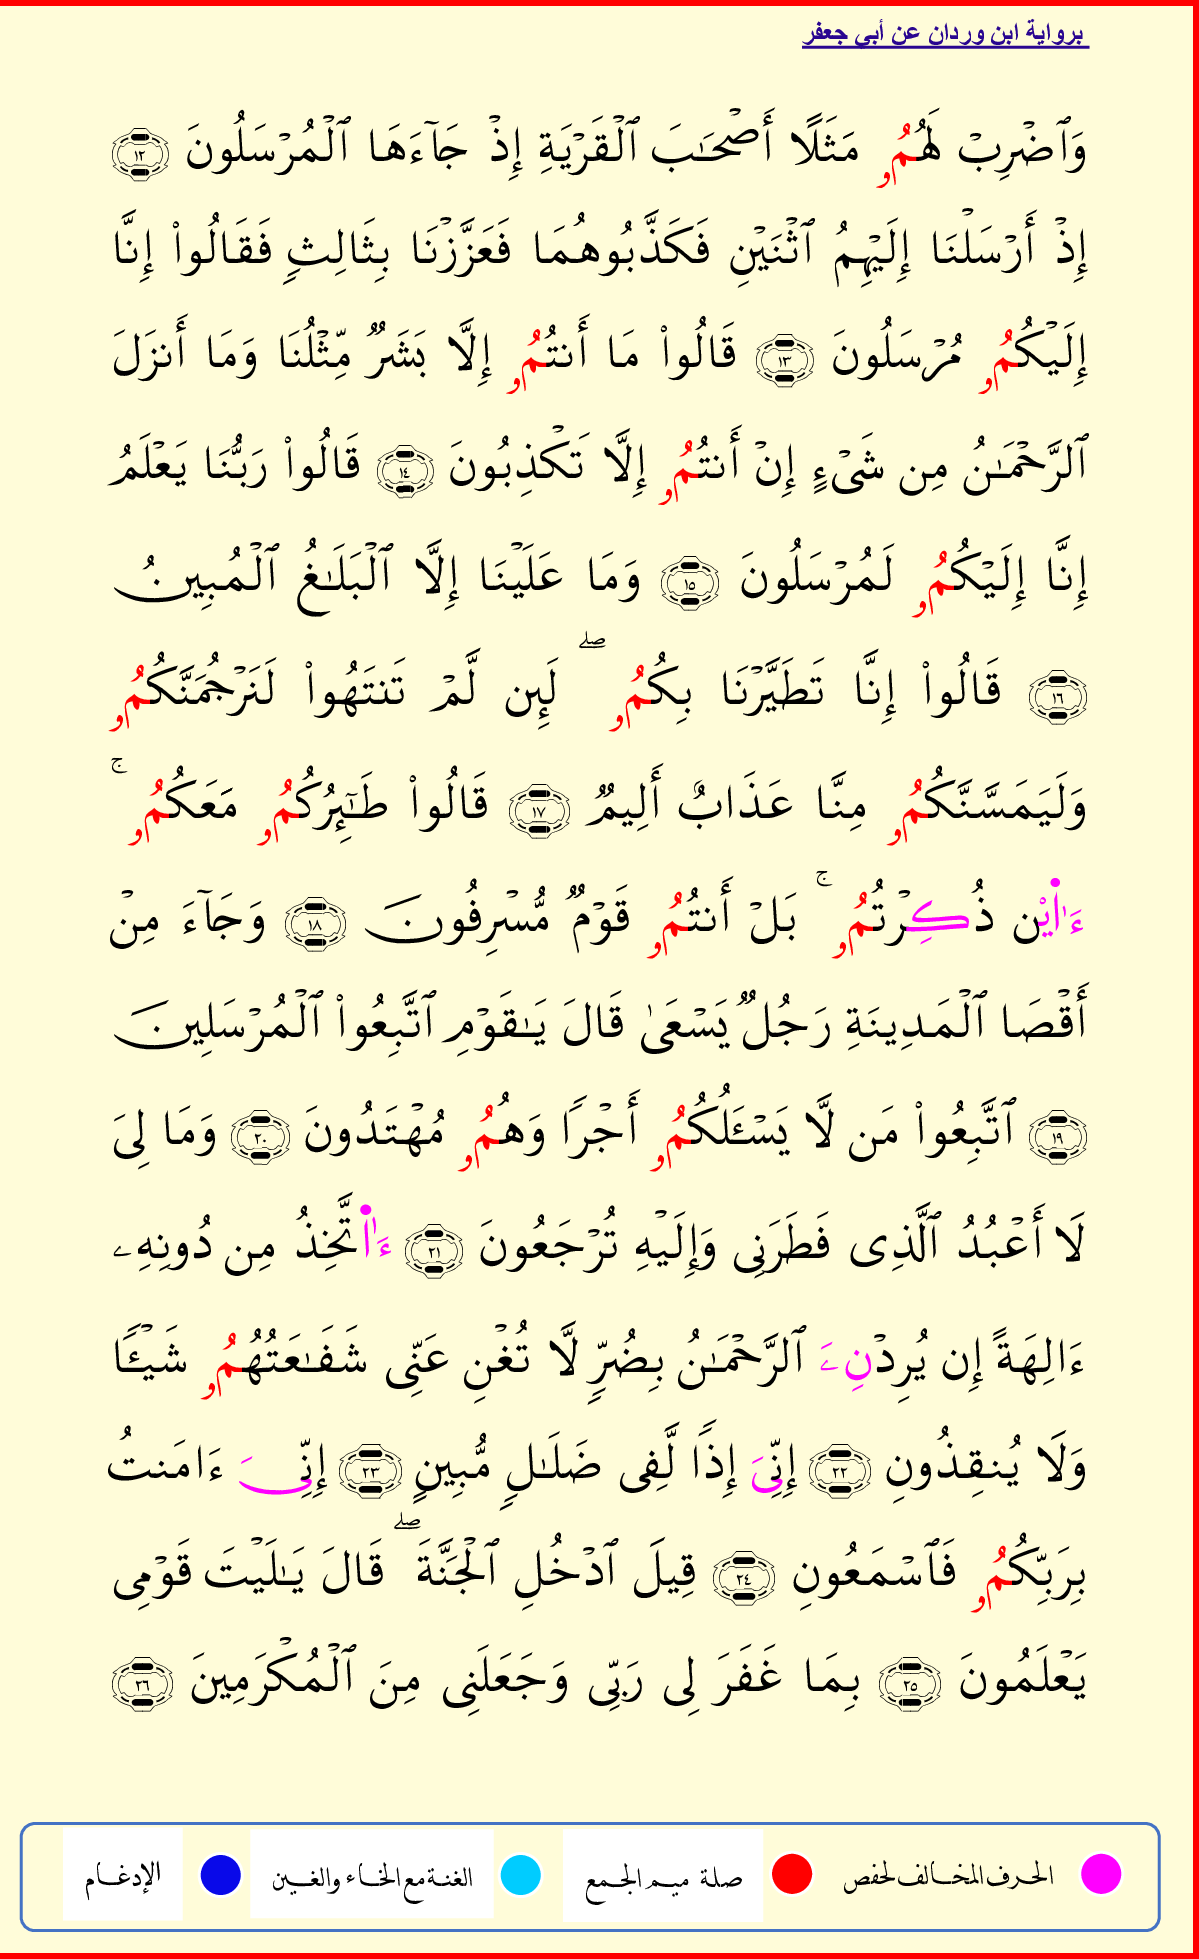 برواية ابن وردان عن أبي جعفر
وَٱضْرِبْ لَهُمُۥ مَثَلًا أَصْحَٰبَ ٱلْقَرْيَةِ إِذْ جَآءَهَا ٱلْمُرْسَلُونَ ١٢
إِذْ أَرْسَلْنَا إِلَيْهِمُ ٱثْنَيْنِ فَكَذَّبُوهُمَا فَعَزَّزْنَا بِثَالِثٍ فَقَالُوا۟ إِنَّا
إِلَيْكُمُۥ مُرْسَلُونَ ١٣ قَالُوا۟ مَا أَنتُمُۥ إِلَّا بَشَرٌ مِّثْلُنَا وَمَا أَنزَلَ
ٱلرَّحْمَٰنُ مِن شَىْءٍ إِنْ أَنتُمُۥ إِلَّا تَكْذِبُونَ ١٤ قَالُوا۟ رَبُّنَا يَعْلَمُ
إِنَّا إِلَيْكُمُۥ لَمُرْسَلُونَ ١٥ وَمَا عَلَيْنَا إِلَّا ٱلْبَلَٰغُ ٱلْمُبِينُ
١٦ قَالُوا۟ إِنَّا تَطَيَّرْنَا بِكُمُۥ ۖ لَئِن لَّمْ تَنتَهُوا۟ لَنَرْجُمَنَّكُمُۥ
وَلَيَمَسَّنَّكُمُۥ مِنَّا عَذَابٌ أَلِيمٌ ١٧ قَالُوا۟ طَٰٓئِرُكُمُۥ مَعَكُمُۥ ۚ
ءَا۬يْن ذُكِرْتُمُۥ ۚ بَلْ أَنتُمُۥ قَوْمٌ مُّسْرِفُونَ ١٨ وَجَآءَ مِنْ
أَقْصَا ٱلْمَدِينَةِ رَجُلٌ يَسْعَىٰ قَالَ يَٰقَوْمِ ٱتَّبِعُوا۟ ٱلْمُرْسَلِينَ
١٩ ٱتَّبِعُوا۟ مَن لَّا يَسْـَٔلُكُمُۥ أَجْرًا وَهُمُۥ مُهْتَدُونَ ٢٠ وَمَا لِىَ
لَا أَعْبُدُ ٱلَّذِى فَطَرَنِى وَإِلَيْهِ تُرْجَعُونَ ٢١ ءَا۬تَّخِذُ مِن دُونِهِۦ
ءَالِهَةً إِن يُرِدْنِۦَ ٱلرَّحْمَٰنُ بِضُرٍّ لَّا تُغْنِ عَنِّى شَفَٰعَتُهُمُۥ شَيْـًٔا
وَلَا يُنقِذُونِ ٢٢ إِنِّىَ إِذًا لَّفِى ضَلَٰلٍ مُّبِينٍ ٢٣ إِنِّىَ ءَامَنتُ
بِرَبِّكُمُۥ فَٱسْمَعُونِ ٢٤ قِيلَ ٱدْخُلِ ٱلْجَنَّةَ ۖ قَالَ يَٰلَيْتَ قَوْمِى
يَعْلَمُونَ ٢٥ بِمَا غَفَرَ لِى رَبِّى وَجَعَلَنِى مِنَ ٱلْمُكْرَمِينَ ٢٦
الحرف المخالف لحفص صلة ميم الجمع الغنة مع الخاء والغين الإدغام